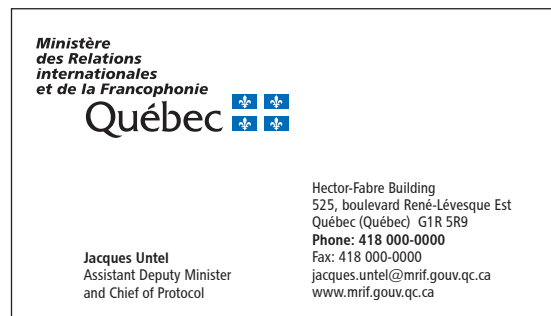 Ministère
des Relations
internationales
et de la Francophonie
Québec
Jacques Untel
Assistant Deputy Minister
and Chief of Protocol
Hector-Fabre Building
525, boulevard René-Lévesque Est
Québec (Québec) G1R 5R9
Phone: 418 000-0000
Fax: 418 000-0000
jacques.untel@mrif.gouv.qc.ca
www.mrif.gouv.qc.ca